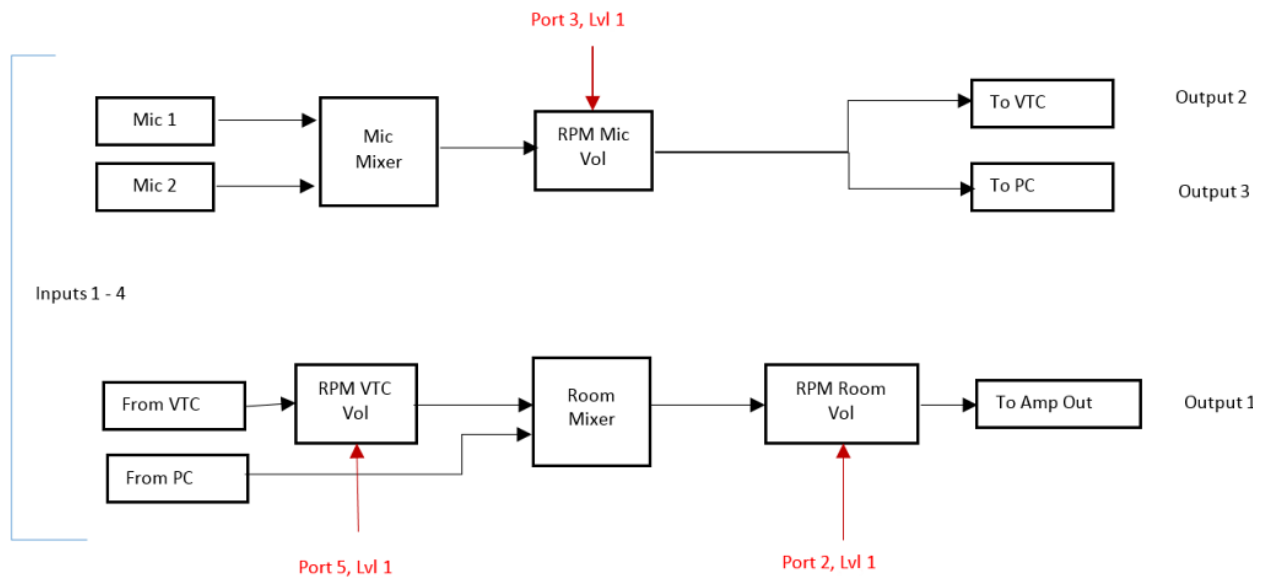 Port 3, Lvl 1
Mic 1
Mic 2
Mic
Mixer
RPM Mic
Vol
To VTC
Output 2
To PC
Output 3
Inputs 1 - 4
From VTC
From PC
RPM VTC
Vol
Room
Mixer
RPM Room
Vol
To Amp Out
Output 1
Port 5, Lvl 1
Port 2, Lvl 1